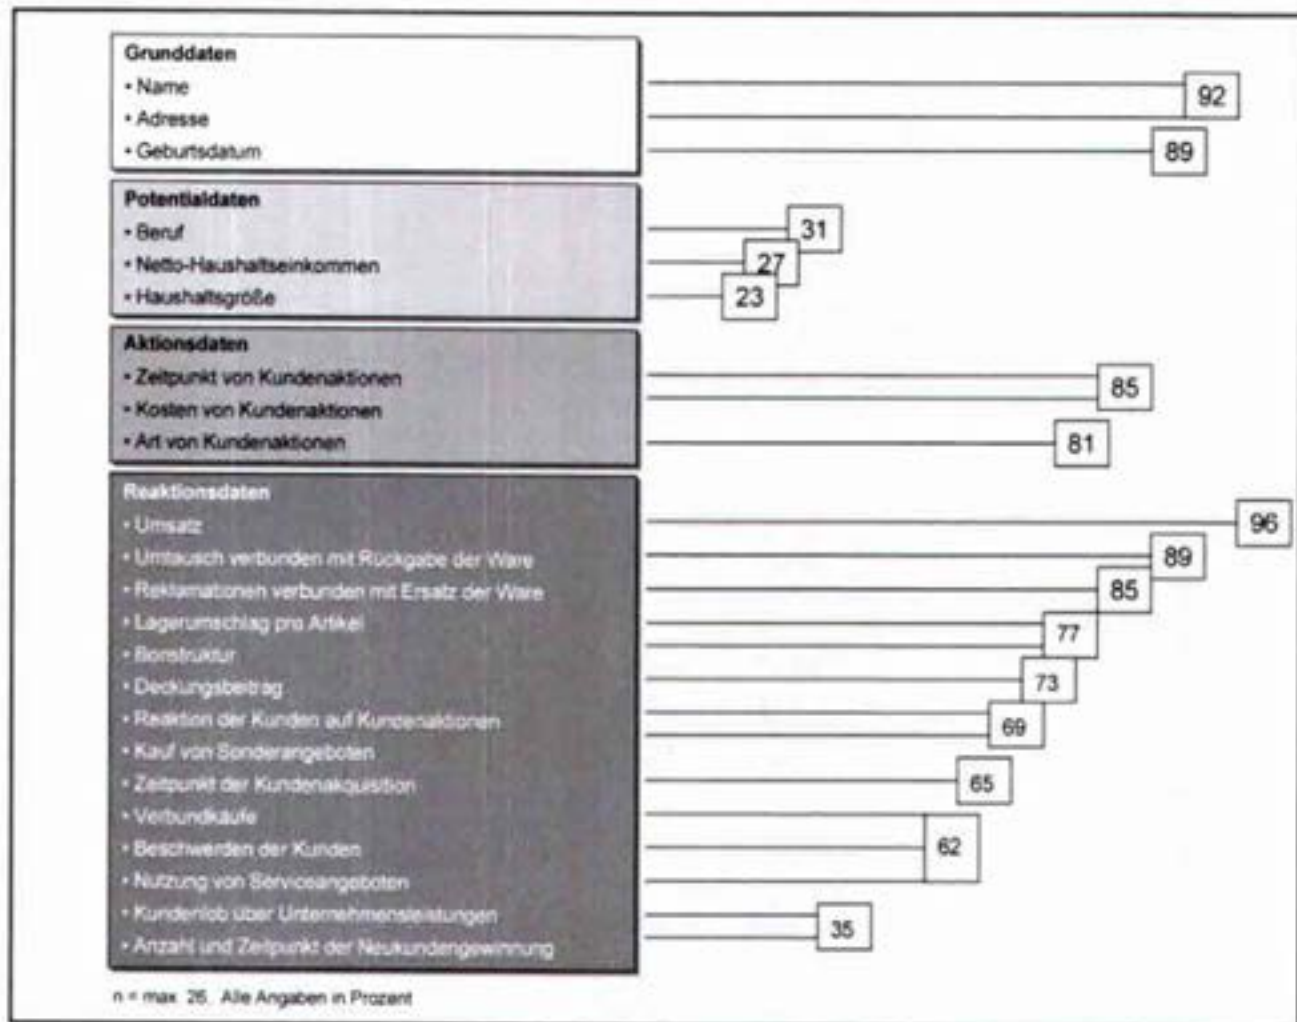 Grunddaten
• Name
• Adresse
92
• Geburtsdatum
89
Potentialdaten
• Beruf
31
• Netto-Haushaltseinkommen
27
• Haushaltsgröße
23
Aktionsdaten
• Zeitpunkt von Kundenaktionen
85
• Kosten von Kundenaktionen
• Art von Kundenaktionen
81
Reaktionsdaten
• Umsatz
96
• Umtausch verbunden mit Rückgabe der Ware
89
• Reklamationen verbunden mit Ersatz der Ware
85
• Lagerumschlag pro Artikel
77
• Bonstruktur
• Deckungsbeitrag
73
• Reaktion der Kunden auf Kundenaktionen
69
• Kauf von Sonderangeboten
• Zeitpunkt der Kundenakquisition
65
• Verbundkäufe
• Beschwerden der Kunden
62
• Nutzung von Serviceangeboten
• Kundenlob über Unternehmensleistungen
35
• Anzahl und Zeitpunkt der Neukundengewinnung
n = max. 26. Alle Angaben in Prozent